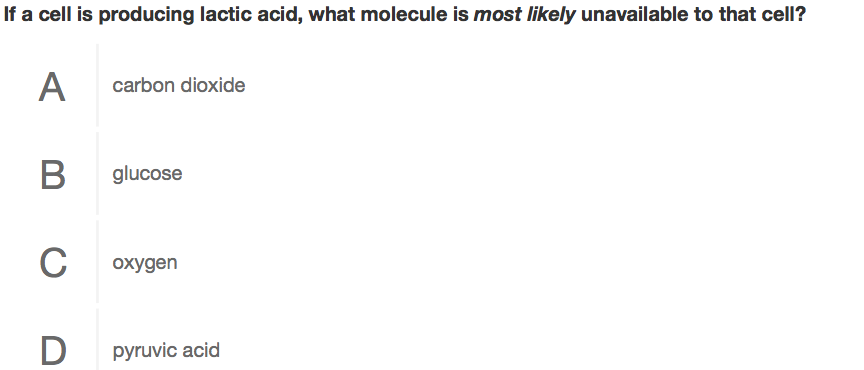 If a cell is producing lactic acid, what molecule is most likely unavailable to that cell?
A carbon dioxide
B glucose
C oxygen
D pyruvic acid